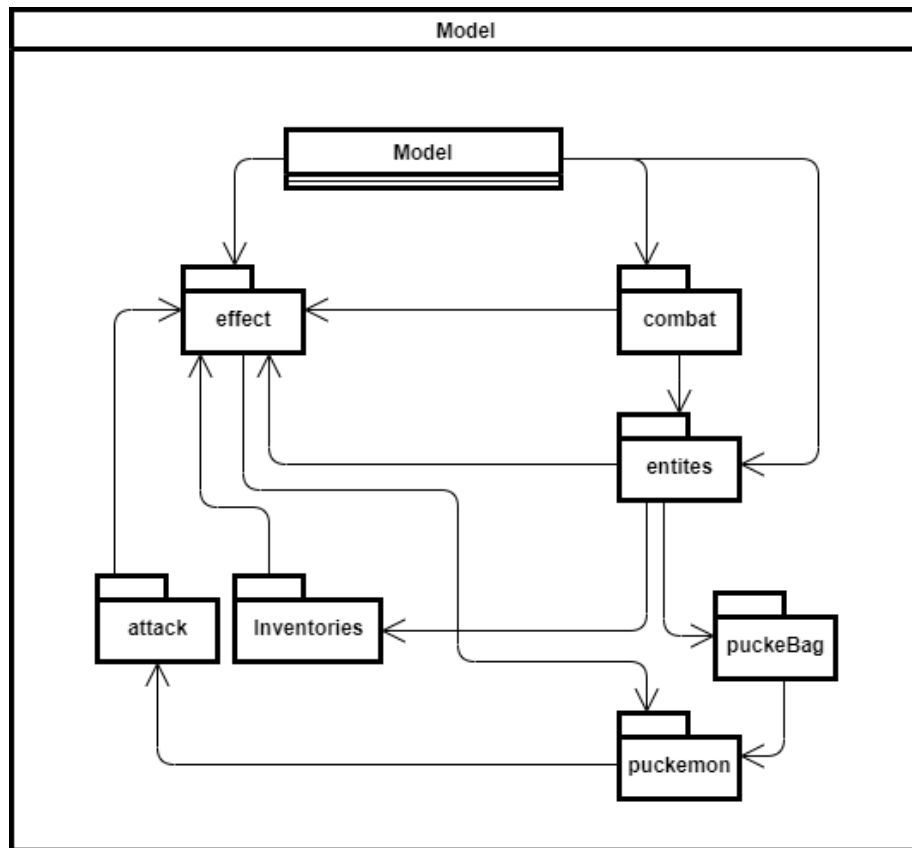 Model
Model
effect
combat
entites
attack
Inventories
puckeBag
puckemon